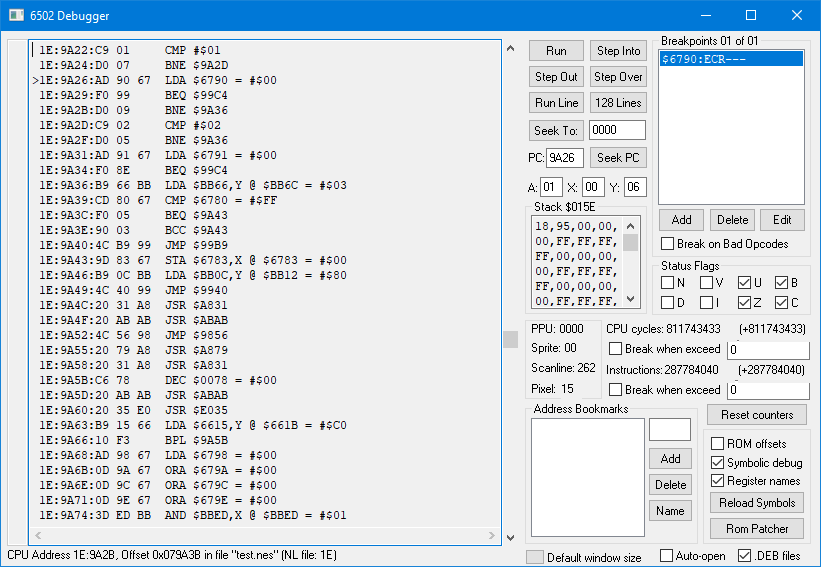 6502 Debugger
1E:9A22:C9 01     CMP #$01
1E:9A24:D0 07     BNE $9A2D
>1E:9A26:AD 90 67  LDA $6790 = #$00
1E:9A29:F0 99     BEQ $99C4
1E:9A2B:D0 09     BNE $9A36
1E:9A2D:C9 02     CMP #$02
1E:9A2F:D0 05     BNE $9A36
1E:9A31:AD 91 67  LDA $6791 = #$00
1E:9A34:F0 8E     BEQ $99C4
1E:9A36:B9 66 BB  LDA $BB66,Y @ $BB6C = #$03
1E:9A39:CD 80 67  CMP $6780 = #$FF
1E:9A3C:F0 05     BEQ $9A43
1E:9A3E:90 03     BCC $9A43
1E:9A40:4C B9 99  JMP $99B9
1E:9A43:9D 83 67  STA $6783,X @ $6783 = #$00
1E:9A46:B9 0C BB  LDA $BB0C,Y @ $BB12 = #$80
1E:9A49:4C 40 99  JMP $9940
1E:9A4C:20 31 A8  JSR $A831
1E:9A4F:20 AB AB  JSR $ABAB
1E:9A52:4C 56 98  JMP $9856
1E:9A55:20 79 A8  JSR $A879
1E:9A58:20 31 A8  JSR $A831
1E:9A5B:C6 78     DEC $0078 = #$00
1E:9A5D:20 AB AB  JSR $ABAB
1E:9A60:20 35 E0  JSR $E035
1E:9A63:B9 15 66  LDA $6615,Y @ $661B = #$C0
1E:9A66:10 F3     BPL $9A5B
1E:9A68:AD 98 67  LDA $6798 = #$00
1E:9A6B:0D 9A 67  ORA $679A = #$00
1E:9A6E:0D 9C 67  ORA $679C = #$00
1E:9A71:0D 9E 67  ORA $679E = #$00
1E:9A74:3D ED BB  AND $BBED,X @ $BBED = #$01
CPU Address 1E:9A2B, Offset 0x079A3B in file "test.nes" (NL file: 1E)
Run Step Into
Step Out Step Over
Run Line 128 Lines
Seek To: 0000
PC: 9A26 Seek PC
A: 01 X: 00 Y: 06
Stack $015E
18,95,00,00,
00,FF,FF,FF,
FF,00,00,00,
00,FF,FF,FF,
FF,00,00,00,
00,FF,FF,FF,
Breakpoints 01 of 01
$6790:ECR---
Add Delete Edit
Break on Bad Opcodes
Status Flags
N V U B
D I Z C
PPU: 0000
Sprite: 00
Scanline: 262
Pixel: 15
CPU cycles: 811743433 (+811743433)
Break when exceed 0
Instructions: 287784040 (+287784040)
Break when exceed 0
Address Bookmarks
Add
Delete
Name
Reset counters
ROM offsets
Symbolic debug
Register names
Reload Symbols
Rom Patcher
Default window size Auto-open .DEB files